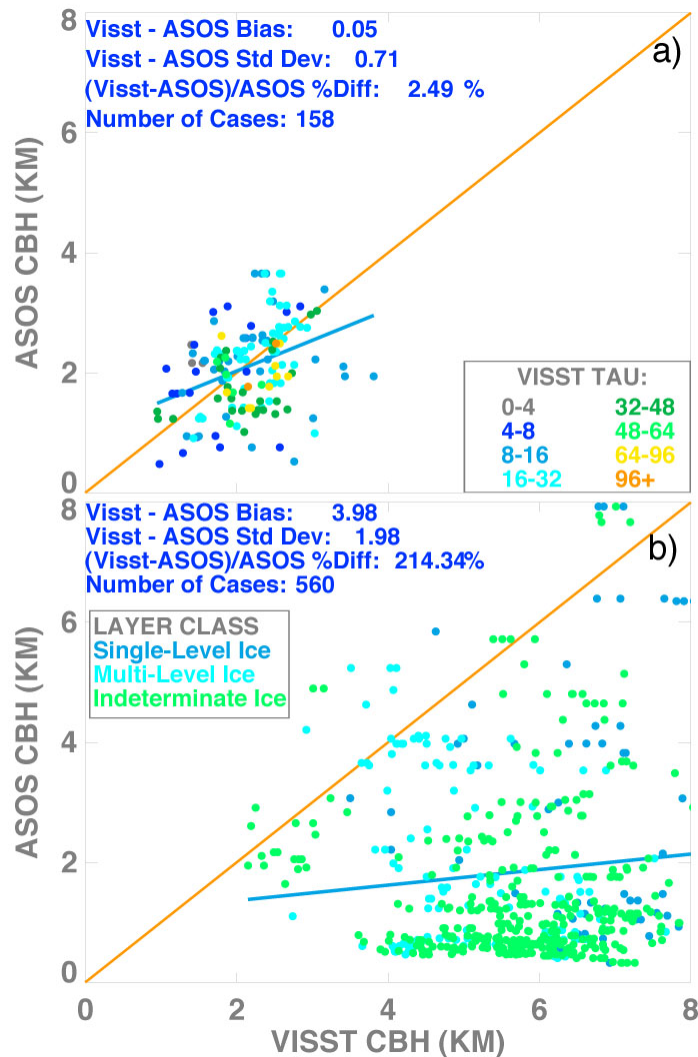 8
Visst - ASOS Bias: 0.05
a)
Visst - ASOS Std Dev: 0.71
(Visst-ASOS)/ASOS %Diff: 2.49 %
Number of Cases: 158
6
ASOS CBH (KM)
4
2
VISST TAU:
0-4 32-48
4-8 48-64
8-16 64-96
16-32 96+
0
8
Visst - ASOS Bias: 3.98
Visst - ASOS Std Dev: 1.98
b)
(Visst-ASOS)/ASOS %Diff: 214.34%
Number of Cases: 560
6
LAYER CLASS
Single-Level Ice
Multi-Level Ice
Indeterminate Ice
ASOS CBH (KM)
4
2
0
0 2 4 6 8
VISST CBH (KM)